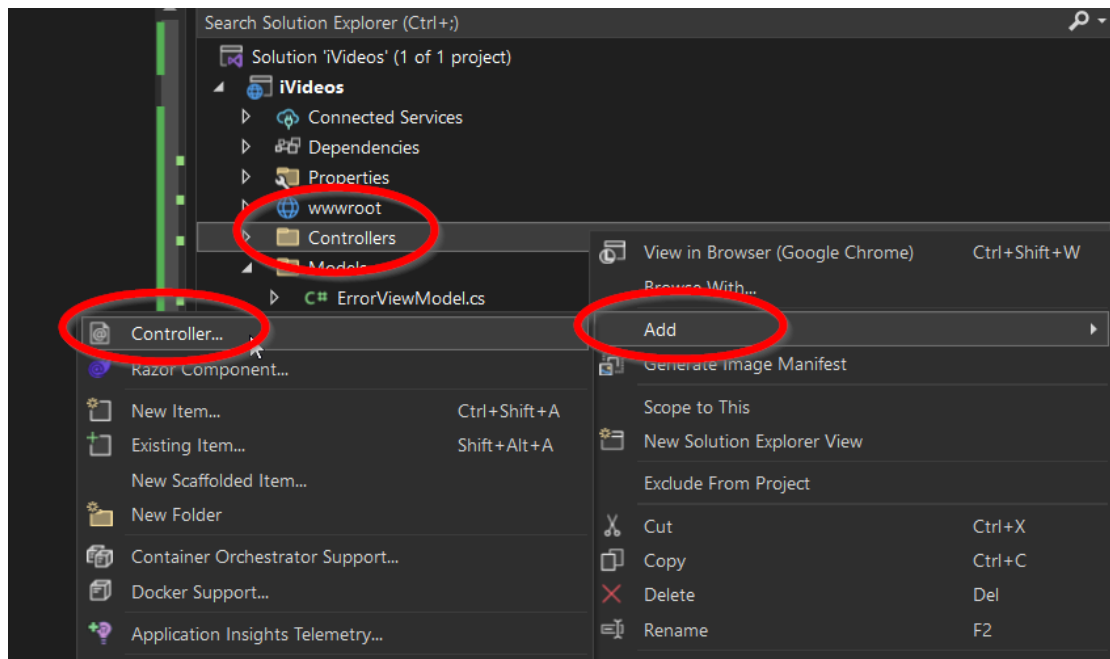 Search Solution Explorer (Ctrl+;)
Solution 'iVideos' (1 of 1 project)
iVideos
Connected Services
Dependencies
Properties
wwwroot
Controllers
Models
ErrorViewModel.cs
View in Browser (Google Chrome) Ctrl+Shift+W
Browse With...
Add
Generate Image Manifest
Scope to This
New Solution Explorer View
Exclude From Project
Cut Ctrl+X
Copy Ctrl+C
Delete Del
Rename F2
Controller...
Razor Component...
New Item... Ctrl+Shift+A
Existing Item... Shift+Alt+A
New Scaffolded Item...
New Folder
Container Orchestrator Support...
Docker Support...
Application Insights Telemetry...